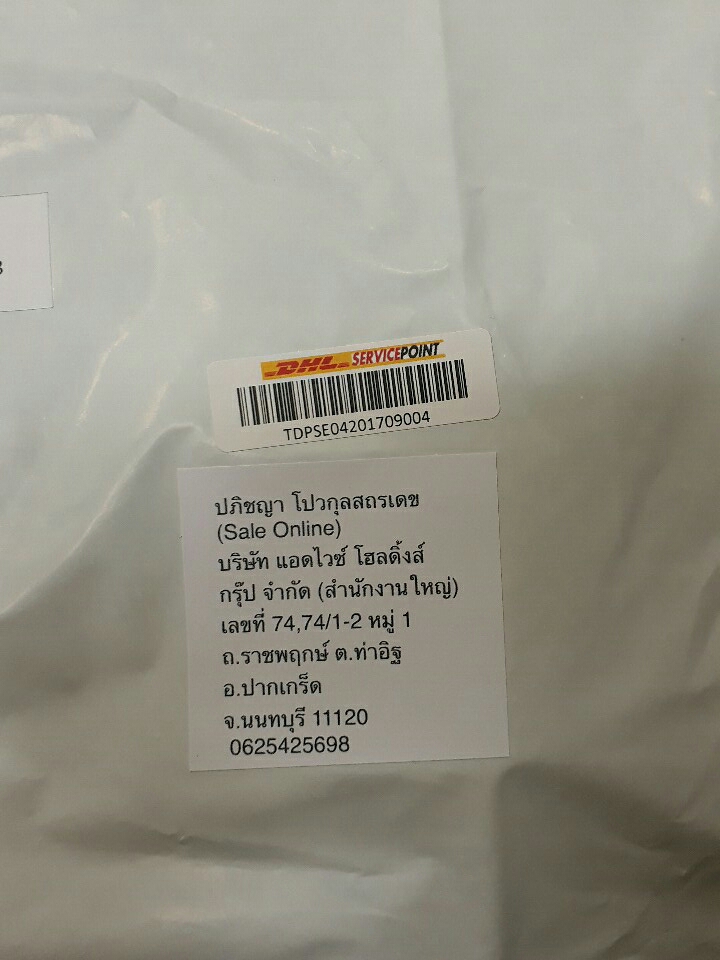 3
DHL SERVICEPOINT
TDPSE04201709004
ปภิชญา โปวกุลสถรเดข
(Sale Online)
บริษัท แอดไวซ์ โฮลดิ้งส์
กรุ๊ป จำกัด (สำนักงานใหญ่)
เลขที่ 74,74/1-2 หมู่ 1
ถ.ราชพฤกษ์ ต.ท่าอิฐ
อ.ปากเกร็ด
จ.นนทบุรี 11120
0625425698